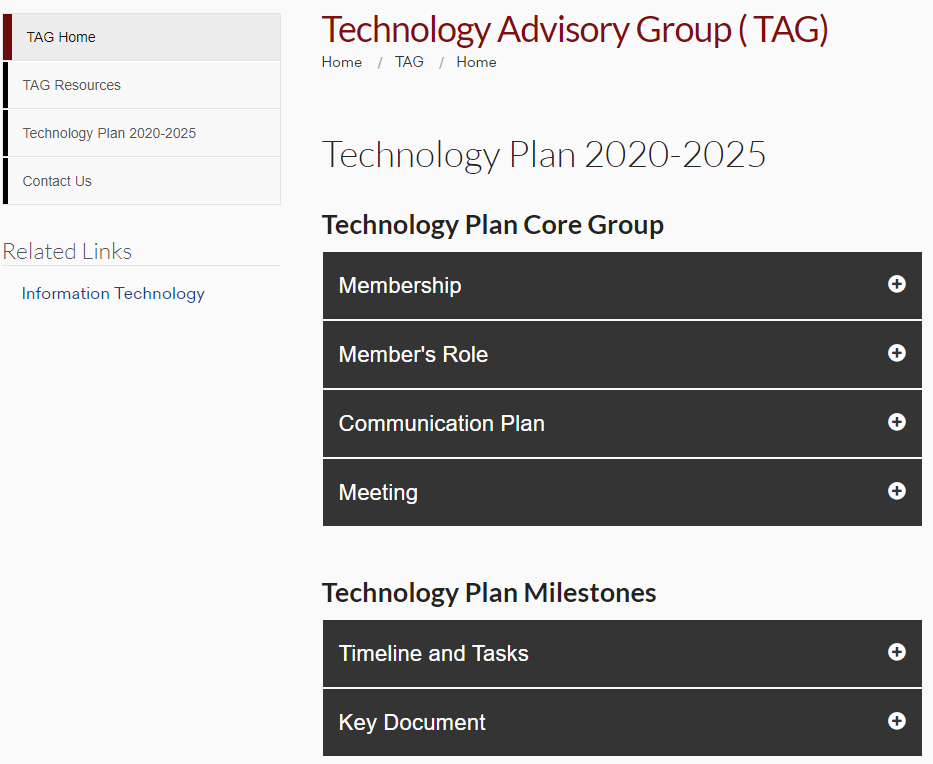 TAG Home
TAG Resources
Technology Plan 2020-2025
Contact Us
Related Links
Information Technology
Technology Advisory Group ( TAG)
Home / TAG / Home
Technology Plan 2020-2025
Technology Plan Core Group
Membership
Member's Role
Communication Plan
Meeting
Technology Plan Milestones
Timeline and Tasks
Key Document